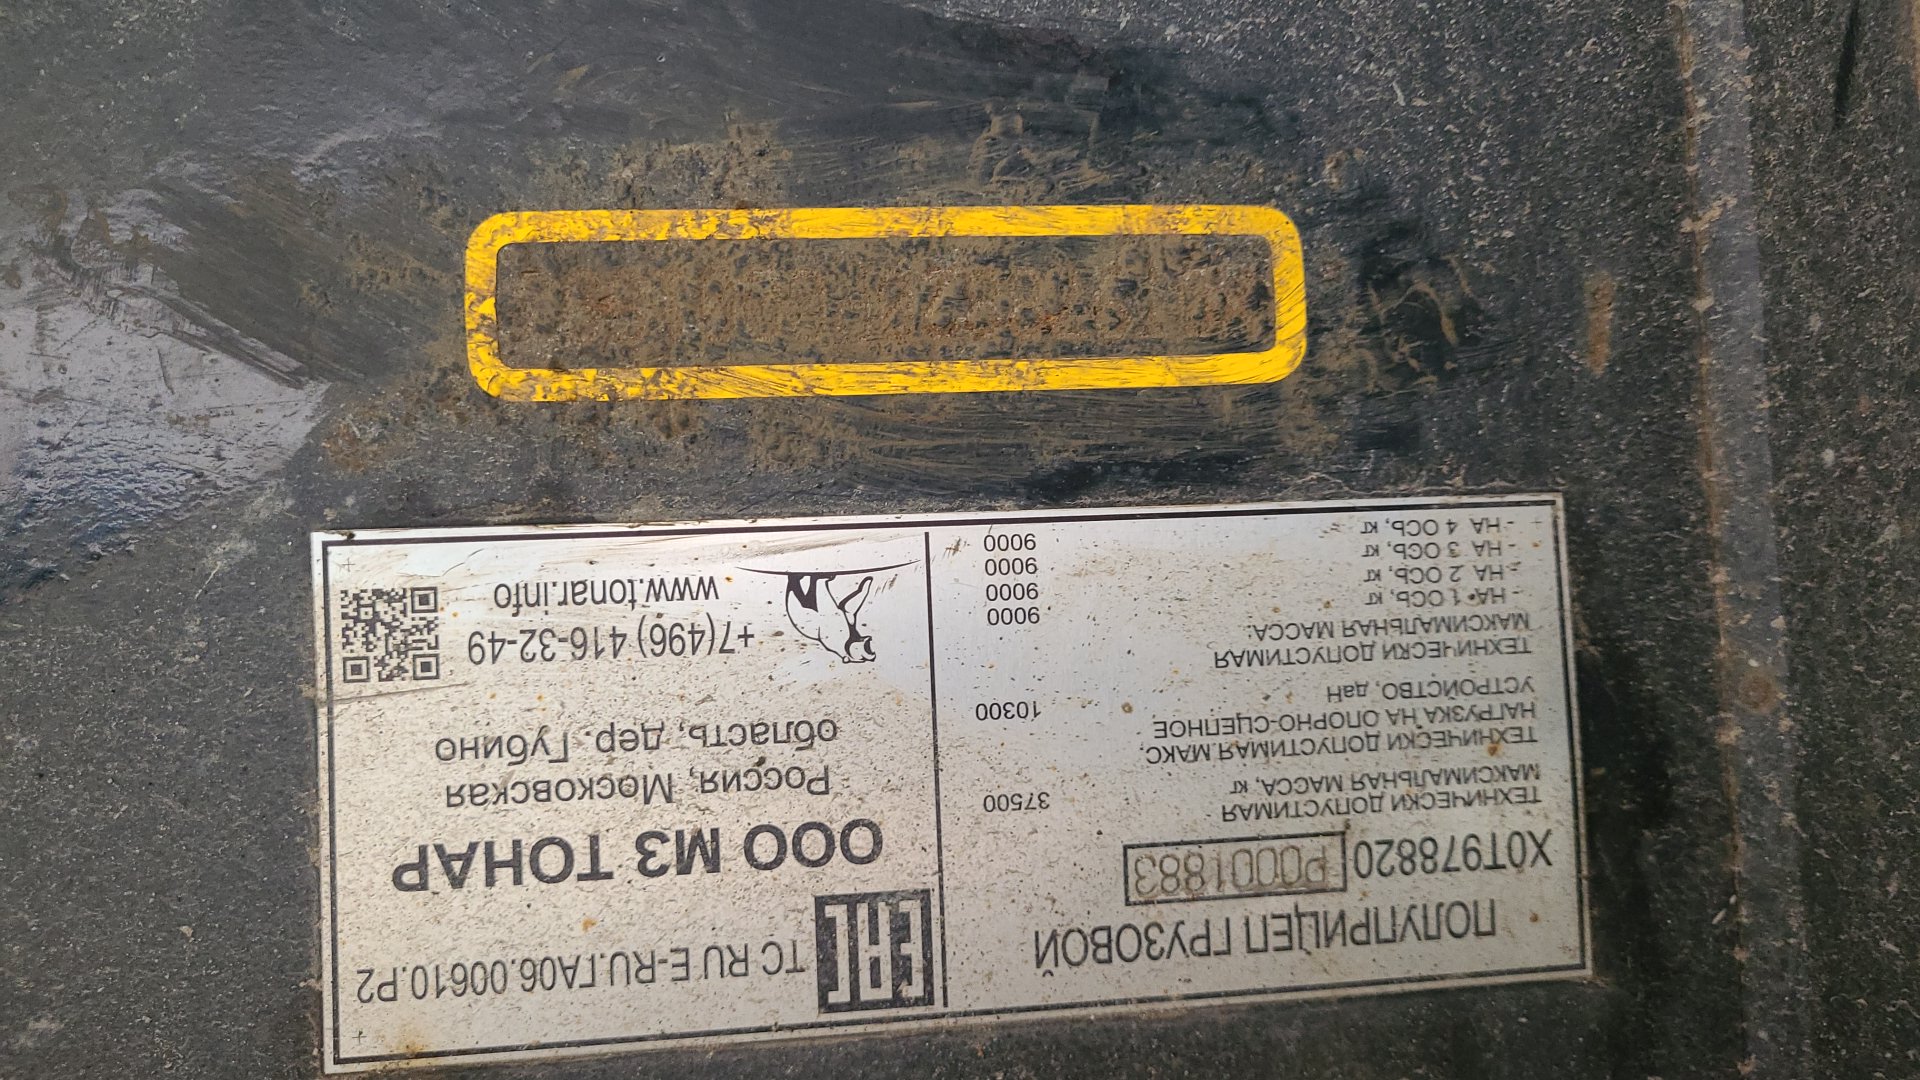 ПОЛУПРИЦЕП ГРУЗОВОЙ
X0T978820 P0001883
ТЕХНИЧЕСКИ ДОПУСТИМАЯ
МАКСИМАЛЬНАЯ МАССА, кг 37500
ТЕХНИЧЕСКИ ДОПУСТИМАЯ МАКС.
НАГРУЗКА НА ОПОРНО-СЦЕПНОЕ
УСТРОЙСТВО, даН 10300
ТЕХНИЧЕСКИ ДОПУСТИМАЯ
МАКСИМАЛЬНАЯ МАССА:
- НА 1 ОСЬ, кг 9000
- НА 2 ОСЬ, кг 9000
- НА 3 ОСЬ, кг 9000
- НА 4 ОСЬ, кг 9000
EAC TC RU E-RU.ГА06.00610.P2
ООО МЗ ТОНАР
Россия, Московская
область, дер. Губино
+7(496) 416-32-49
www.tonar.info